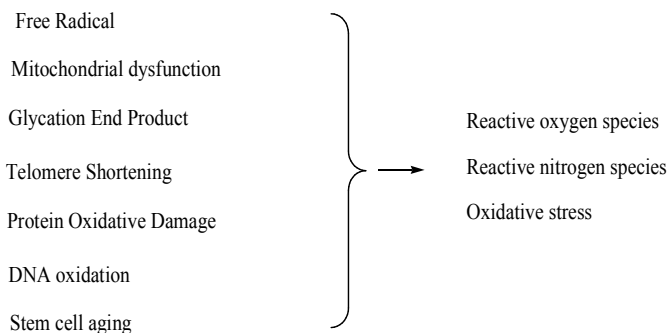 Free Radical
Mitochondrial dysfunction
Glycation End Product
Telomere Shortening
Protein Oxidative Damage
DNA oxidation
Stem cell aging
Reactive oxygen species
Reactive nitrogen species
Oxidative stress